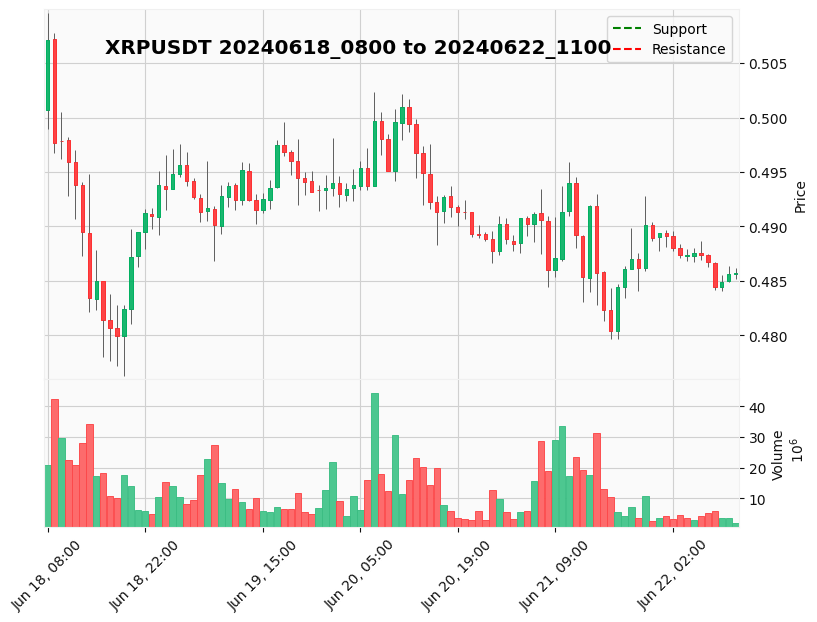 XRPUSDT 20240618_0800 to 20240622_1100
Support
Resistance
0.505
0.500
0.495
0.490
0.485
0.480
Price
40
30
20
10
Volume
10^6
Jun 18, 08:00
Jun 18, 22:00
Jun 19, 15:00
Jun 20, 05:00
Jun 20, 19:00
Jun 21, 09:00
Jun 22, 02:00